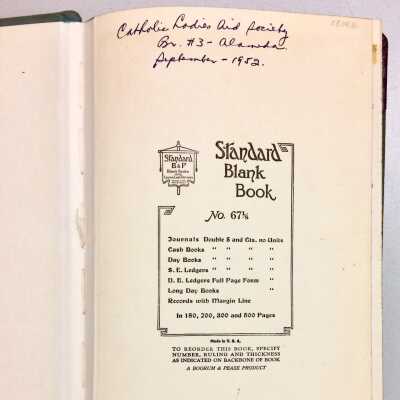 Catholic Ladies Aid Society
Br. #3 - Alameda.
September - 1952.
Standard
B&P
Blank Books
Standard
Blank
Book
No. 67⅛
Journals Double $ and Cts. no Units
Cash Books " " " "
Day Books " " " "
S. E. Ledgers " " " "
D. E. Ledgers Full Page Form "
Long Day Books "
Records with Margin Line
In 150, 200, 300 and 500 Pages
Made in U. S. A.
TO REORDER THIS BOOK, SPECIFY
NUMBER, RULING AND THICKNESS
AS INDICATED ON BACKBONE OF BOOK
A BOORUM & PEASE PRODUCT